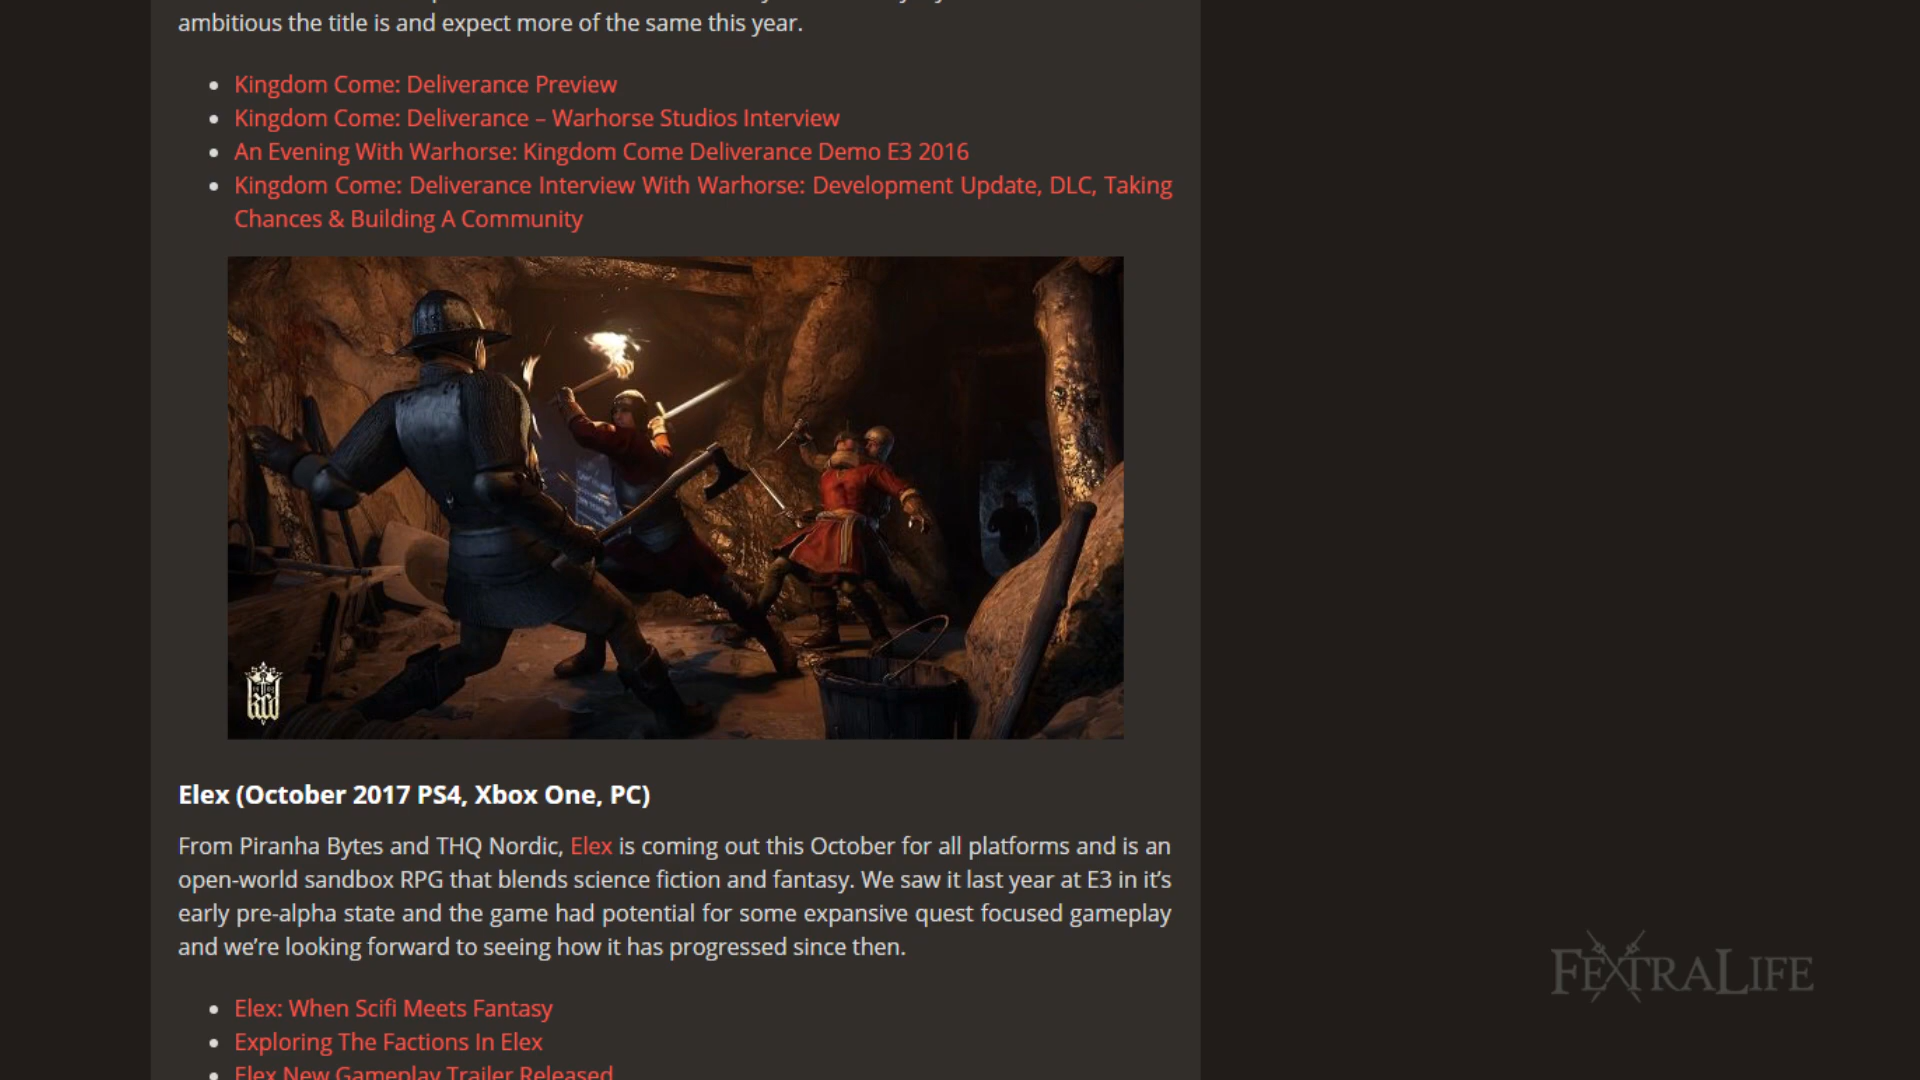 ambitious the title is and expect more of the same this year.
Kingdom Come: Deliverance Preview
Kingdom Come: Deliverance – Warhorse Studios Interview
An Evening With Warhorse: Kingdom Come Deliverance Demo E3 2016
Kingdom Come: Deliverance Interview With Warhorse: Development Update, DLC, Taking
Chances & Building A Community
Elex (October 2017 PS4, Xbox One, PC)
From Piranha Bytes and THQ Nordic, Elex is coming out this October for all platforms and is an
open-world sandbox RPG that blends science fiction and fantasy. We saw it last year at E3 in it’s
early pre-alpha state and the game had potential for some expansive quest focused gameplay
and we’re looking forward to seeing how it has progressed since then.
Elex: When Scifi Meets Fantasy
Exploring The Factions In Elex
Elex New Gameplay Trailer Released
FEXTRALIFE